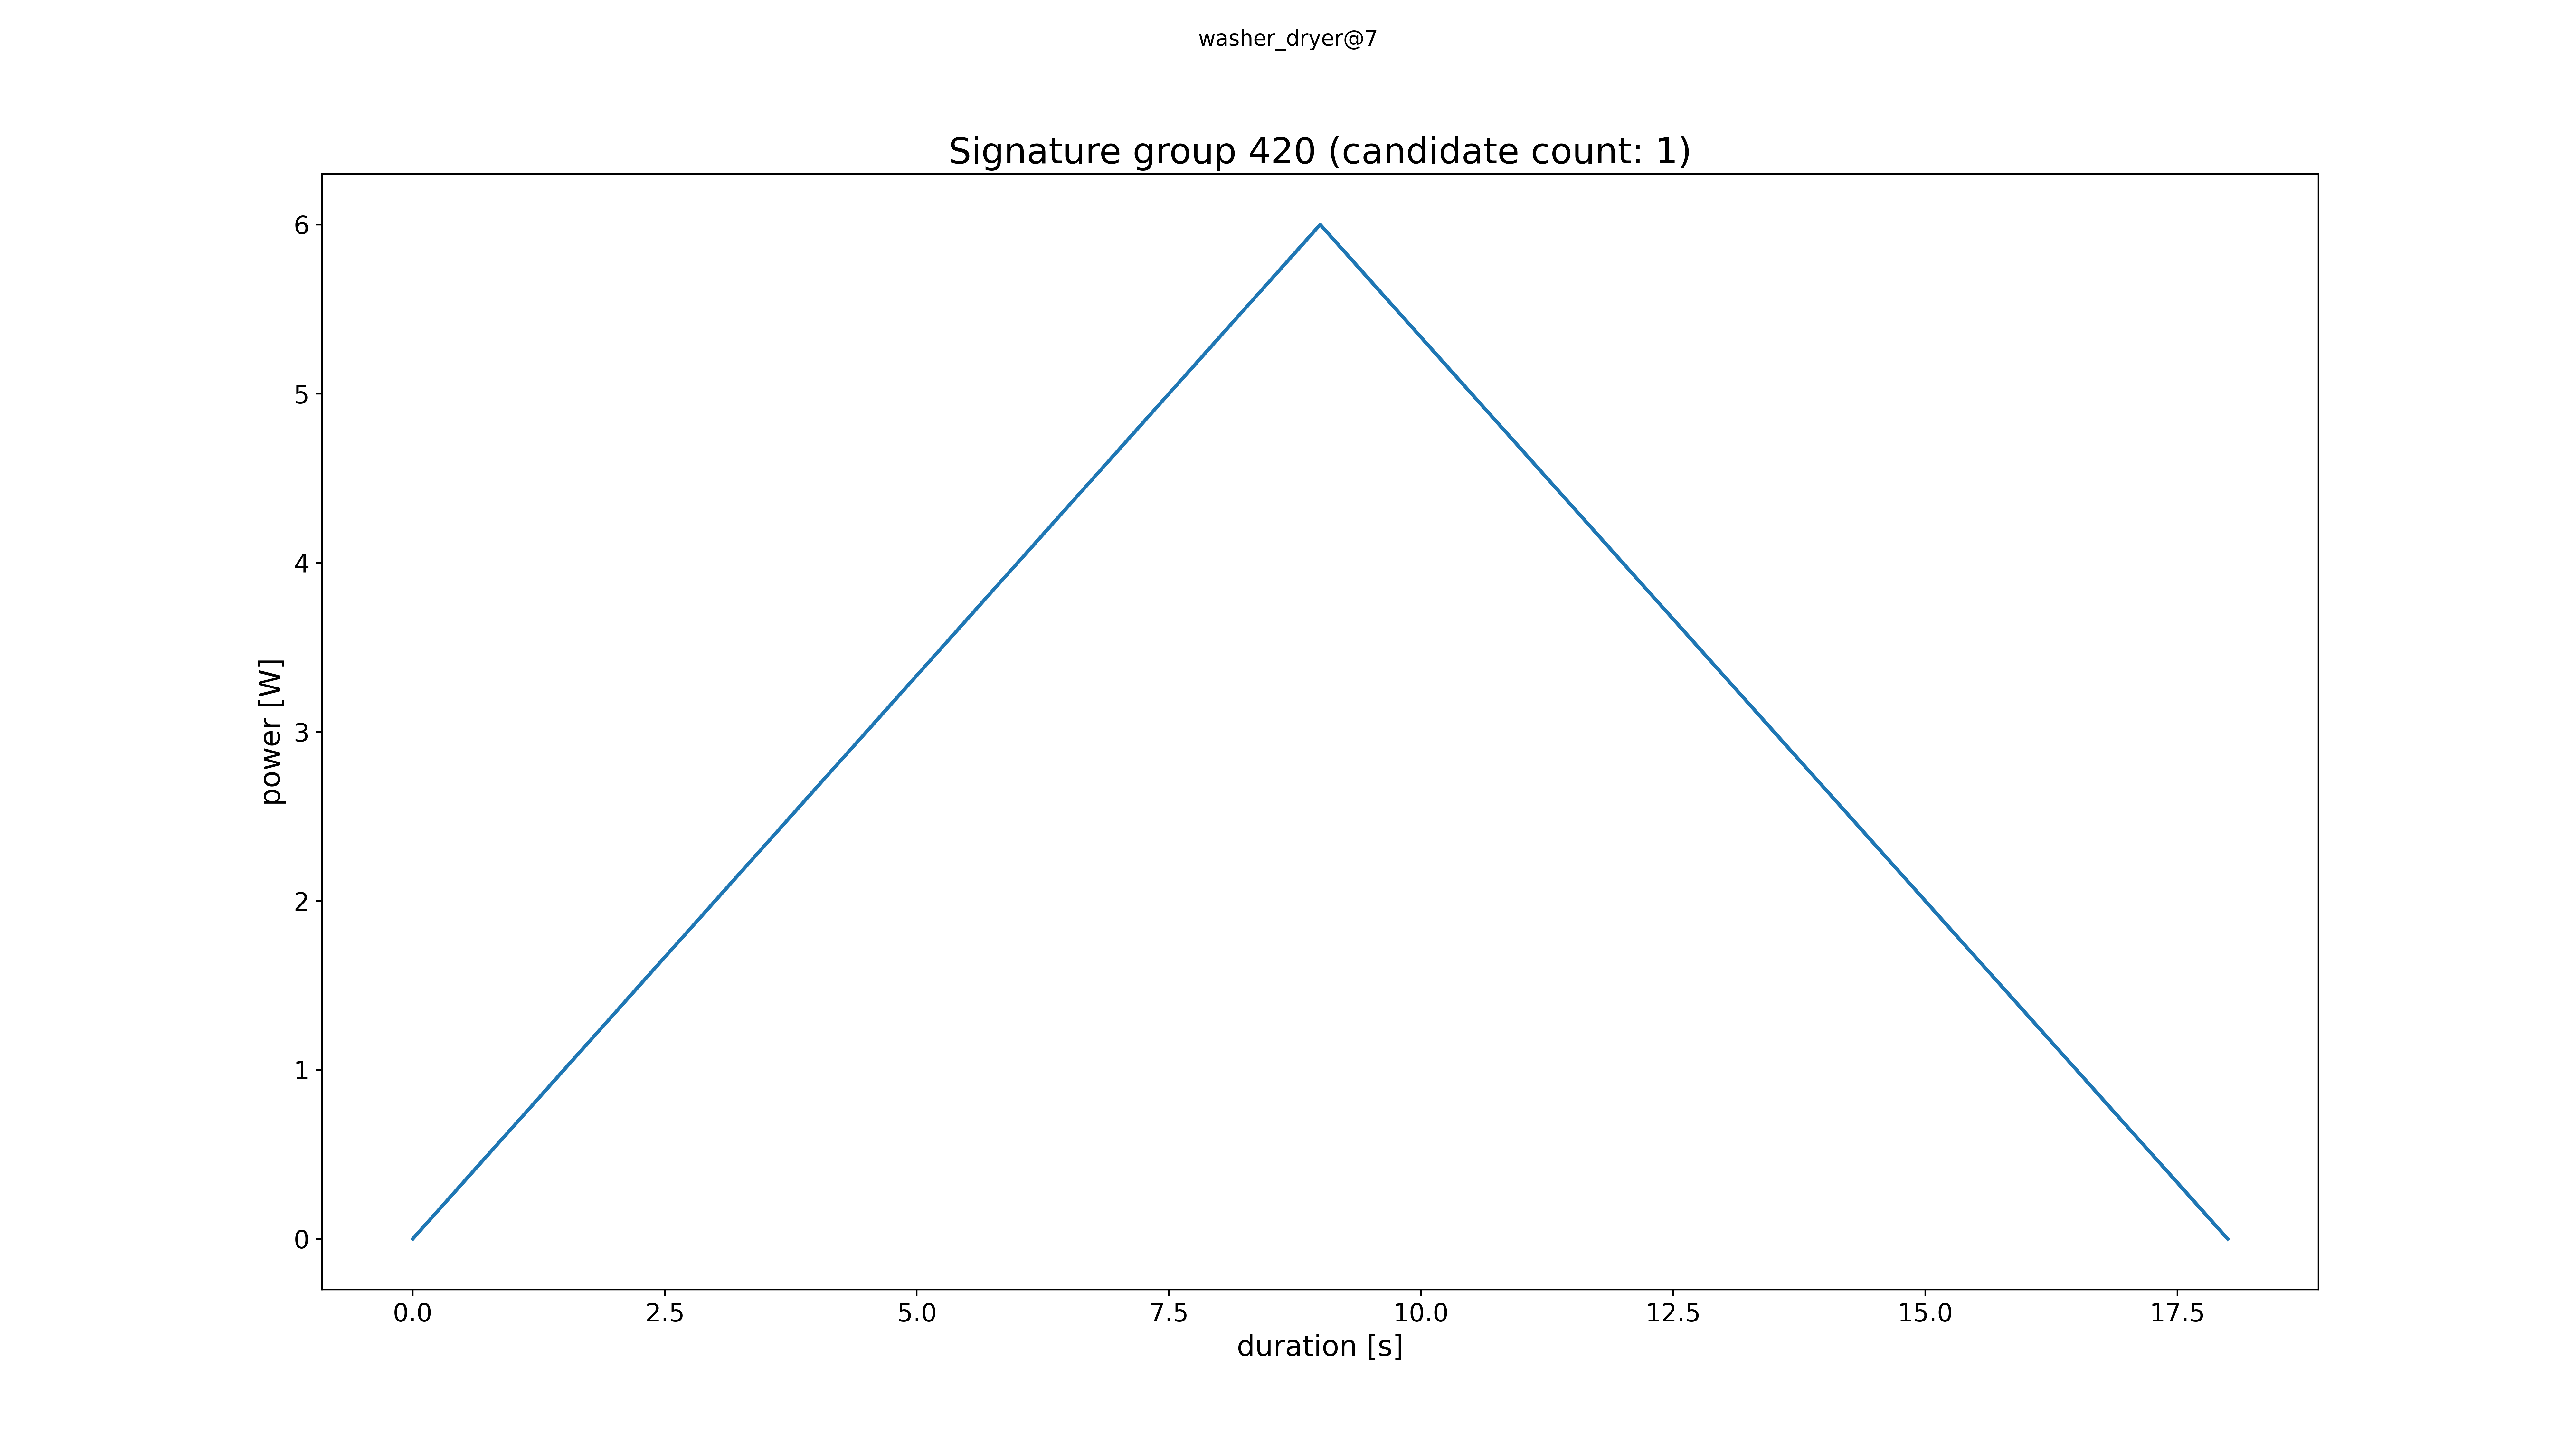 washer_dryer@7
Signature group 420 (candidate count: 1)
6
5
4
3
2
1
0
power [W]
0.0 2.5 5.0 7.5 10.0 12.5 15.0 17.5
duration [s]